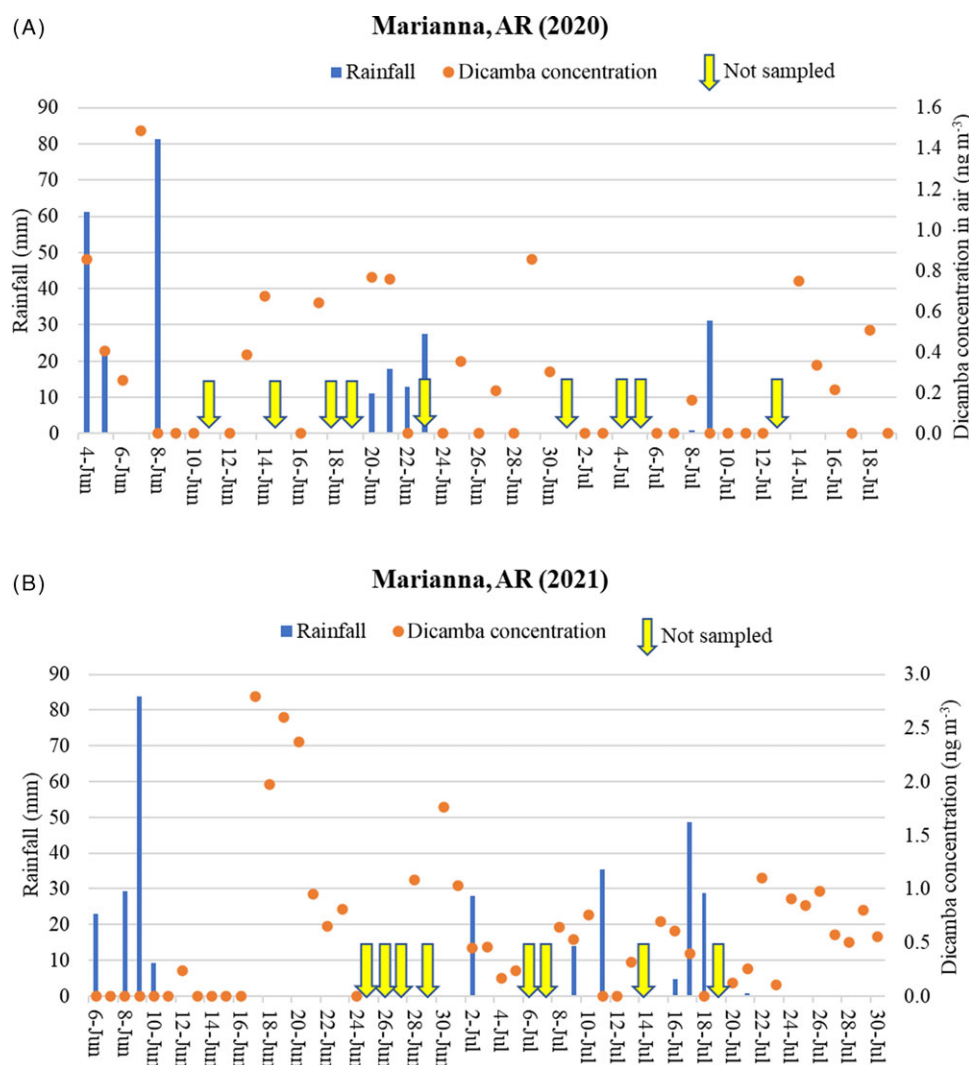 (A)
Marianna, AR (2020)
Rainfall Dicamba concentration Not sampled
90 80 70 60 50 40 30 20 10 0
Rainfall (mm)
1.6 1.4 1.2 1.0 0.8 0.6 0.4 0.2 0.0
Dicamba concentration in air (ng m-3)
4-Jun 6-Jun 8-Jun 10-Jun 12-Jun 14-Jun 16-Jun 18-Jun 20-Jun 22-Jun 24-Jun 26-Jun 28-Jun 30-Jun 2-Jul 4-Jul 6-Jul 8-Jul 10-Jul 12-Jul 14-Jul 16-Jul 18-Jul
(B)
Marianna, AR (2021)
Rainfall Dicamba concentration Not sampled
90 80 70 60 50 40 30 20 10 0
Rainfall (mm)
3.0 2.5 2.0 1.5 1.0 0.5 0.0
Dicamba concentration (ng m-3)
6-Jun 8-Jun 10-Jun 12-Jun 14-Jun 16-Jun 18-Jun 20-Jun 22-Jun 24-Jun 26-Jun 28-Jun 30-Jun 2-Jul 4-Jul 6-Jul 8-Jul 10-Jul 12-Jul 14-Jul 16-Jul 18-Jul 20-Jul 22-Jul 24-Jul 26-Jul 28-Jul 30-Jul